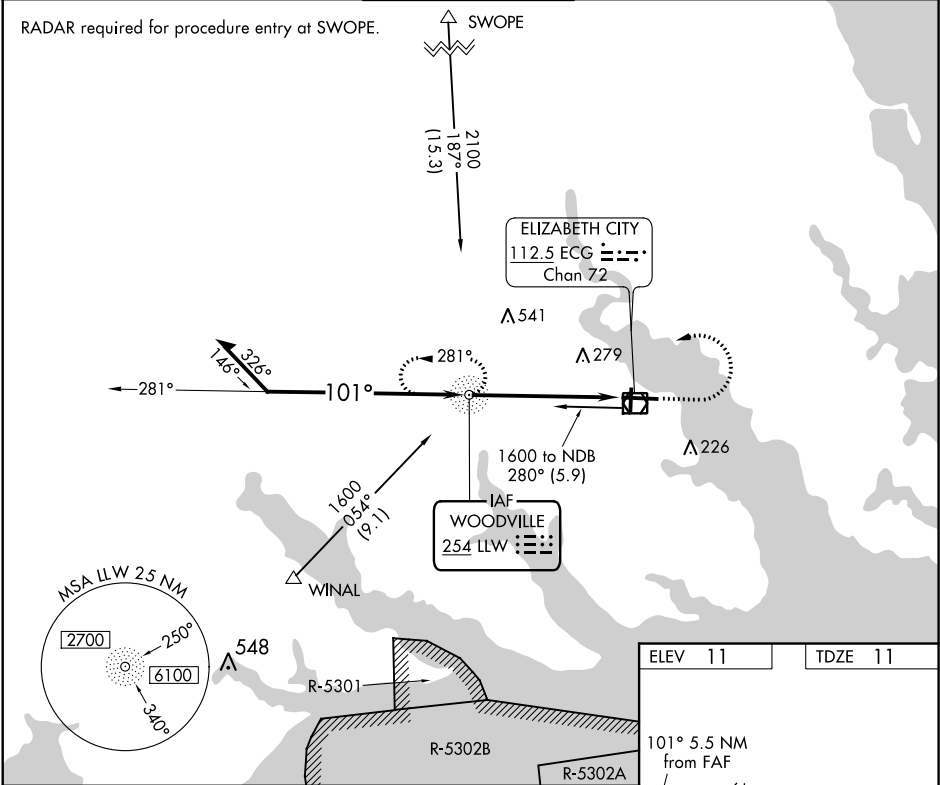 RADAR required for procedure entry at SWOPE.
SWOPE
2100
187°
(15.3)
ELIZABETH CITY
112.5 ECG
Chan 72
541
279
281°
326°
146°
281°
101°
226
1600 to NDB
280° (5.9)
1600
054°
(9.1)
IAF
WOODVILLE
254 LLW
WINAL
MSA LLW 25 NM
2700
250°
6100
340°
548
R-5301
R-5302B
R-5302A
ELEV 11
TDZE 11
101° 5.5 NM
from FAF